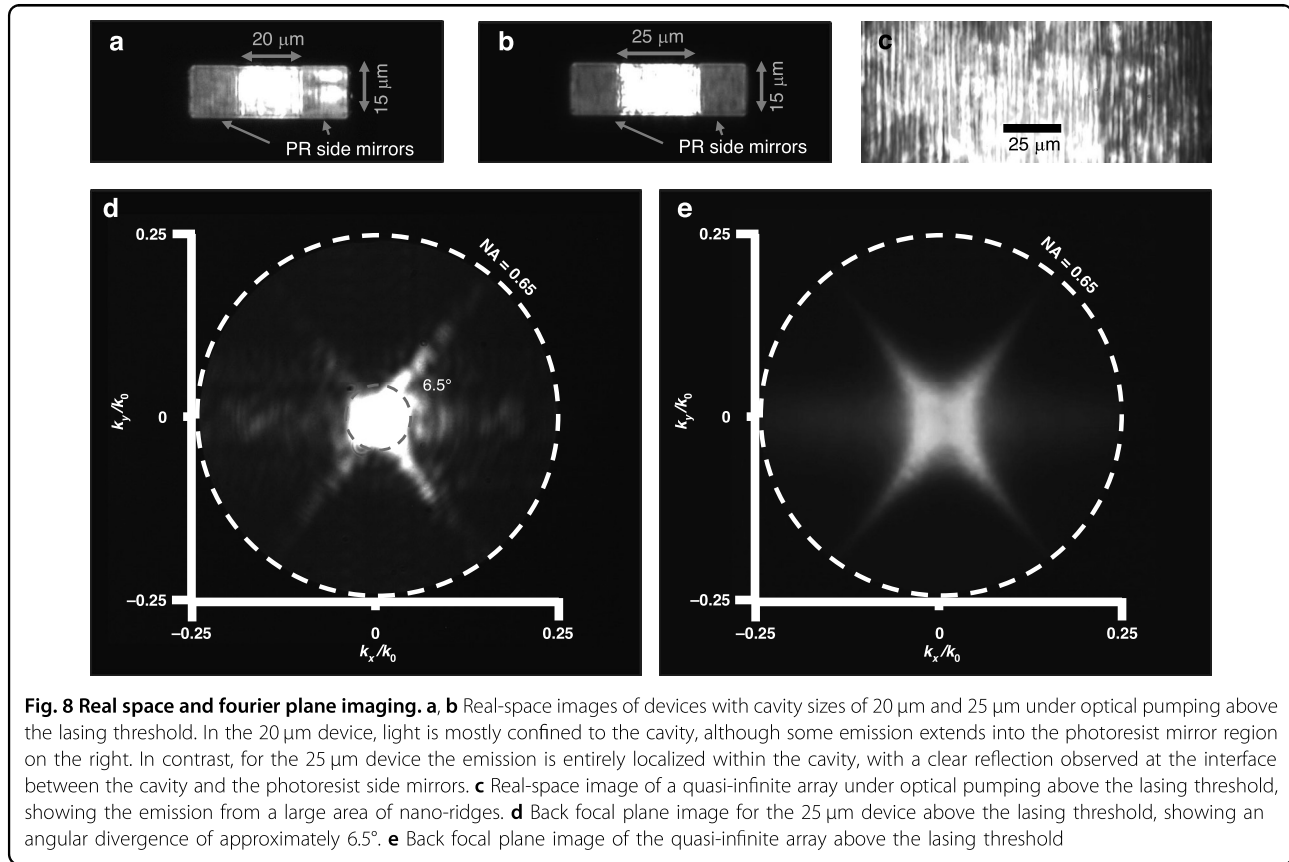 a
20 μm
15 μm
PR side mirrors
b
25 μm
15 μm
PR side mirrors
c
25 μm
d
0.25
0
−0.25
ky/k0
NA = 0.65
6.5°
−0.25
0
0.25
kx/k0
e
0.25
0
−0.25
ky/k0
NA = 0.65
−0.25
0
0.25
kx/k0
Fig. 8 Real space and fourier plane imaging. a, b Real-space images of devices with cavity sizes of 20 μm and 25 μm under optical pumping above
the lasing threshold. In the 20 μm device, light is mostly confined to the cavity, although some emission extends into the photoresist mirror region
on the right. In contrast, for the 25 μm device the emission is entirely localized within the cavity, with a clear reflection observed at the interface
between the cavity and the photoresist side mirrors. c Real-space image of a quasi-infinite array under optical pumping above the lasing threshold,
showing the emission from a large area of nano-ridges. d Back focal plane image for the 25 μm device above the lasing threshold, showing an
angular divergence of approximately 6.5°. e Back focal plane image of the quasi-infinite array above the lasing threshold